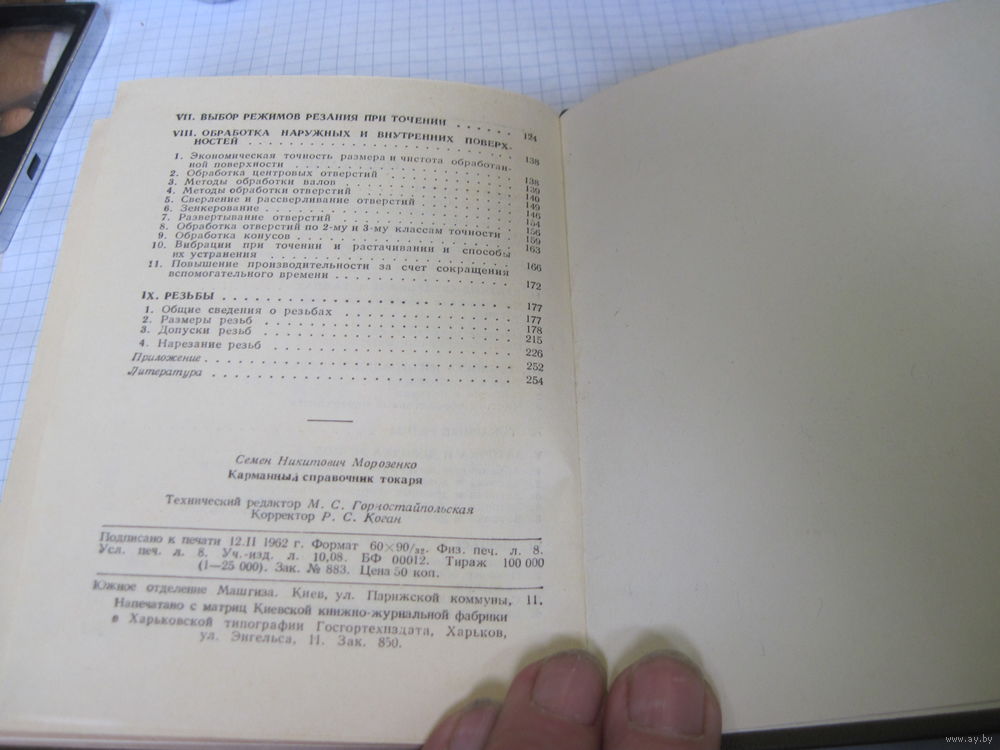 VII. ВЫБОР РЕЖИМОВ РЕЗАНИЯ ПРИ ТОЧЕНИИ . . . . . . 124
VIII. ОБРАБОТКА НАРУЖНЫХ И ВНУТРЕННИХ ПОВЕРХ-
НОСТЕЙ . . . . . . . . . . . . . . . . . . . . . 138
1. Экономическая точность размера и чистота обработан-
ной поверхности . . . . . . . . . . . . . . . . 138
2. Обработка центровых отверстий . . . . . . . . . . 139
3. Методы обработки валов . . . . . . . . . . . . . 140
4. Методы обработки отверстий . . . . . . . . . . . 149
5. Сверление и рассверливание отверстий . . . . . . 146
6. Зенкерование . . . . . . . . . . . . . . . . . . 154
7. Развертывание отверстий . . . . . . . . . . . . . 156
8. Обработка отверстий по 2-му и 3-му классам точности . 159
9. Обработка конусов . . . . . . . . . . . . . . . . 163
10. Вибрации при точении и растачивании и способы
их устранения . . . . . . . . . . . . . . . . . . 166
11. Повышение производительности за счет сокращения
вспомогательного времени . . . . . . . . . . . . 172
IX. РЕЗЬБЫ . . . . . . . . . . . . . . . . . . . . 177
1. Общие сведения о резьбах . . . . . . . . . . . . 177
2. Размеры резьб . . . . . . . . . . . . . . . . . . 178
3. Допуски резьб . . . . . . . . . . . . . . . . . . 215
4. Нарезание резьб . . . . . . . . . . . . . . . . . 226
Приложение . . . . . . . . . . . . . . . . . . . . 252
Литература . . . . . . . . . . . . . . . . . . . . 254
Семен Никитович Морозенко
Карманный справочник токаря
Технический редактор М. С. Горностайпольская
Корректор Р. С. Коган
Подписано к печати 12.II 1962 г. Формат 60×90/32. Физ. печ. л. 8.
Усл. печ. л. 8. Уч.-изд. л. 10,08. БФ 00012. Тираж 100 000
(1—25 000). Зак. № 883. Цена 50 коп.
Южное отделение Машгиза. Киев, ул. Парижской коммуны, 11.
Напечатано с матриц Киевской книжно-журнальной фабрики
в Харьковской типографии Госгортехиздата, Харьков,
ул. Энгельса, 11. Зак. 850.
www.ay.by